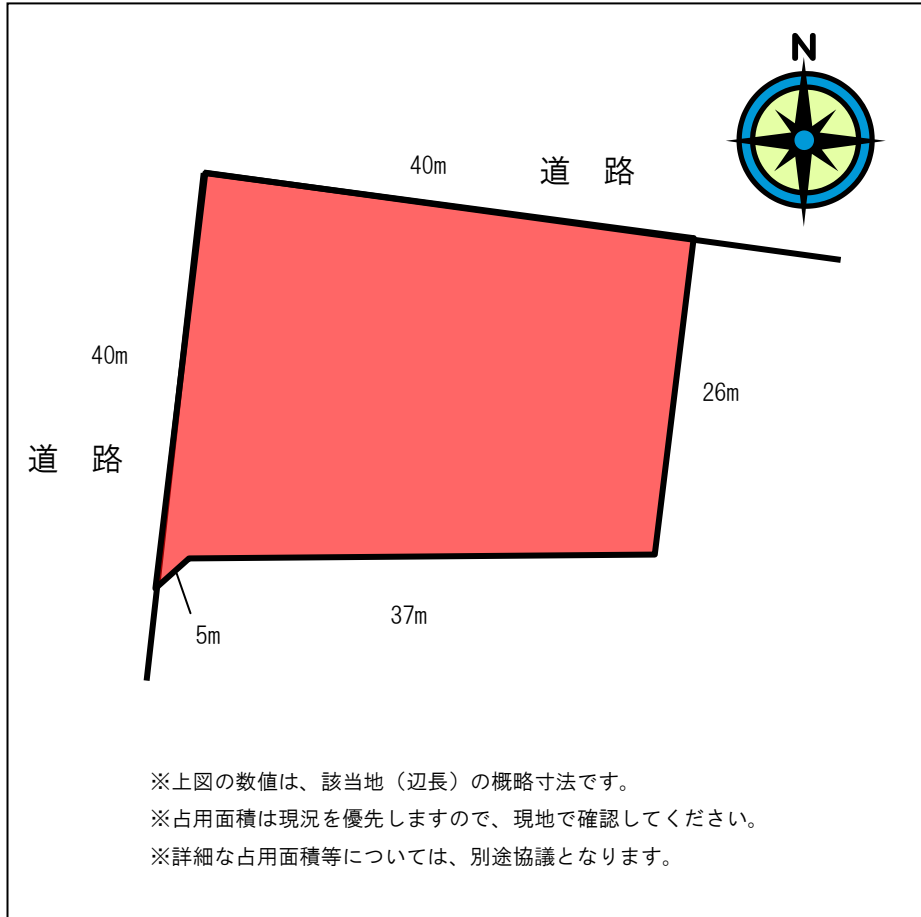 N
40m
道　路
40m
26m
道　路
37m
5m
※上図の数値は、該当地（辺長）の概略寸法です。
※占用面積は現況を優先しますので、現地で確認してください。
※詳細な占用面積等については、別途協議となります。